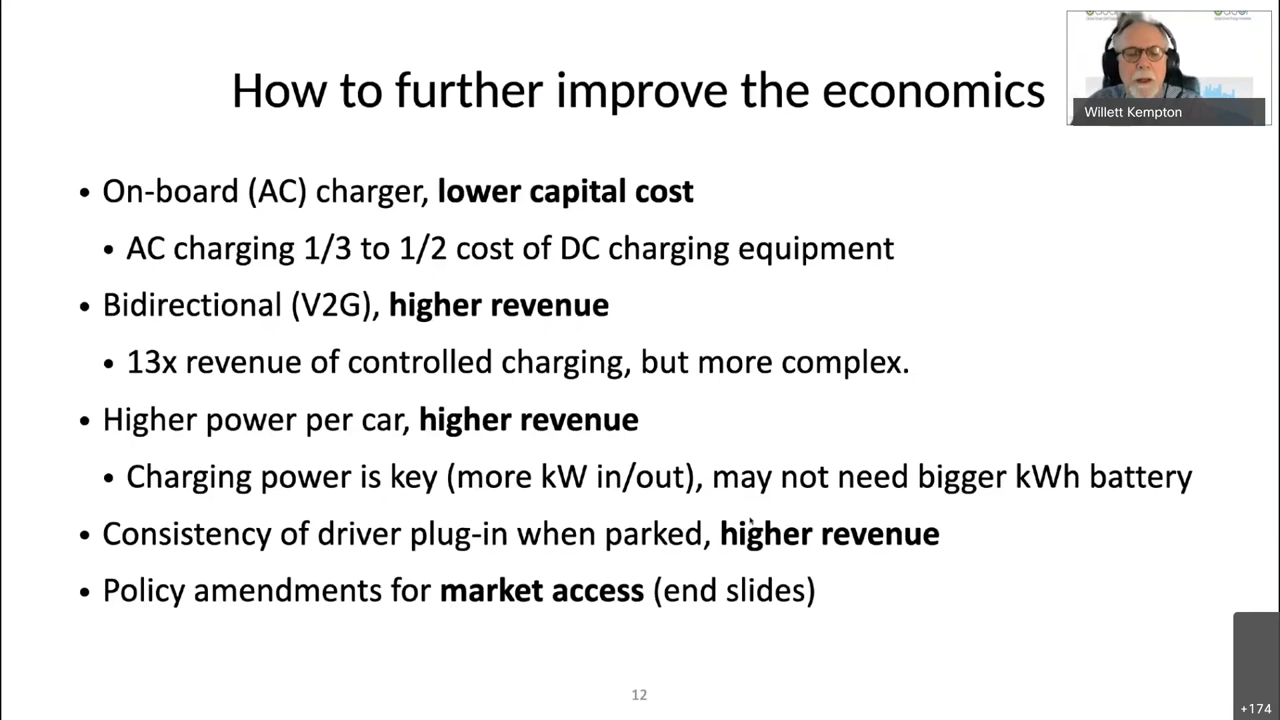 How to further improve the economics
Willett Kempton
• On-board (AC) charger, lower capital cost
• AC charging 1/3 to 1/2 cost of DC charging equipment
• Bidirectional (V2G), higher revenue
• 13x revenue of controlled charging, but more complex.
• Higher power per car, higher revenue
• Charging power is key (more kW in/out), may not need bigger kWh battery
• Consistency of driver plug-in when parked, higher revenue
• Policy amendments for market access (end slides)
12
+174